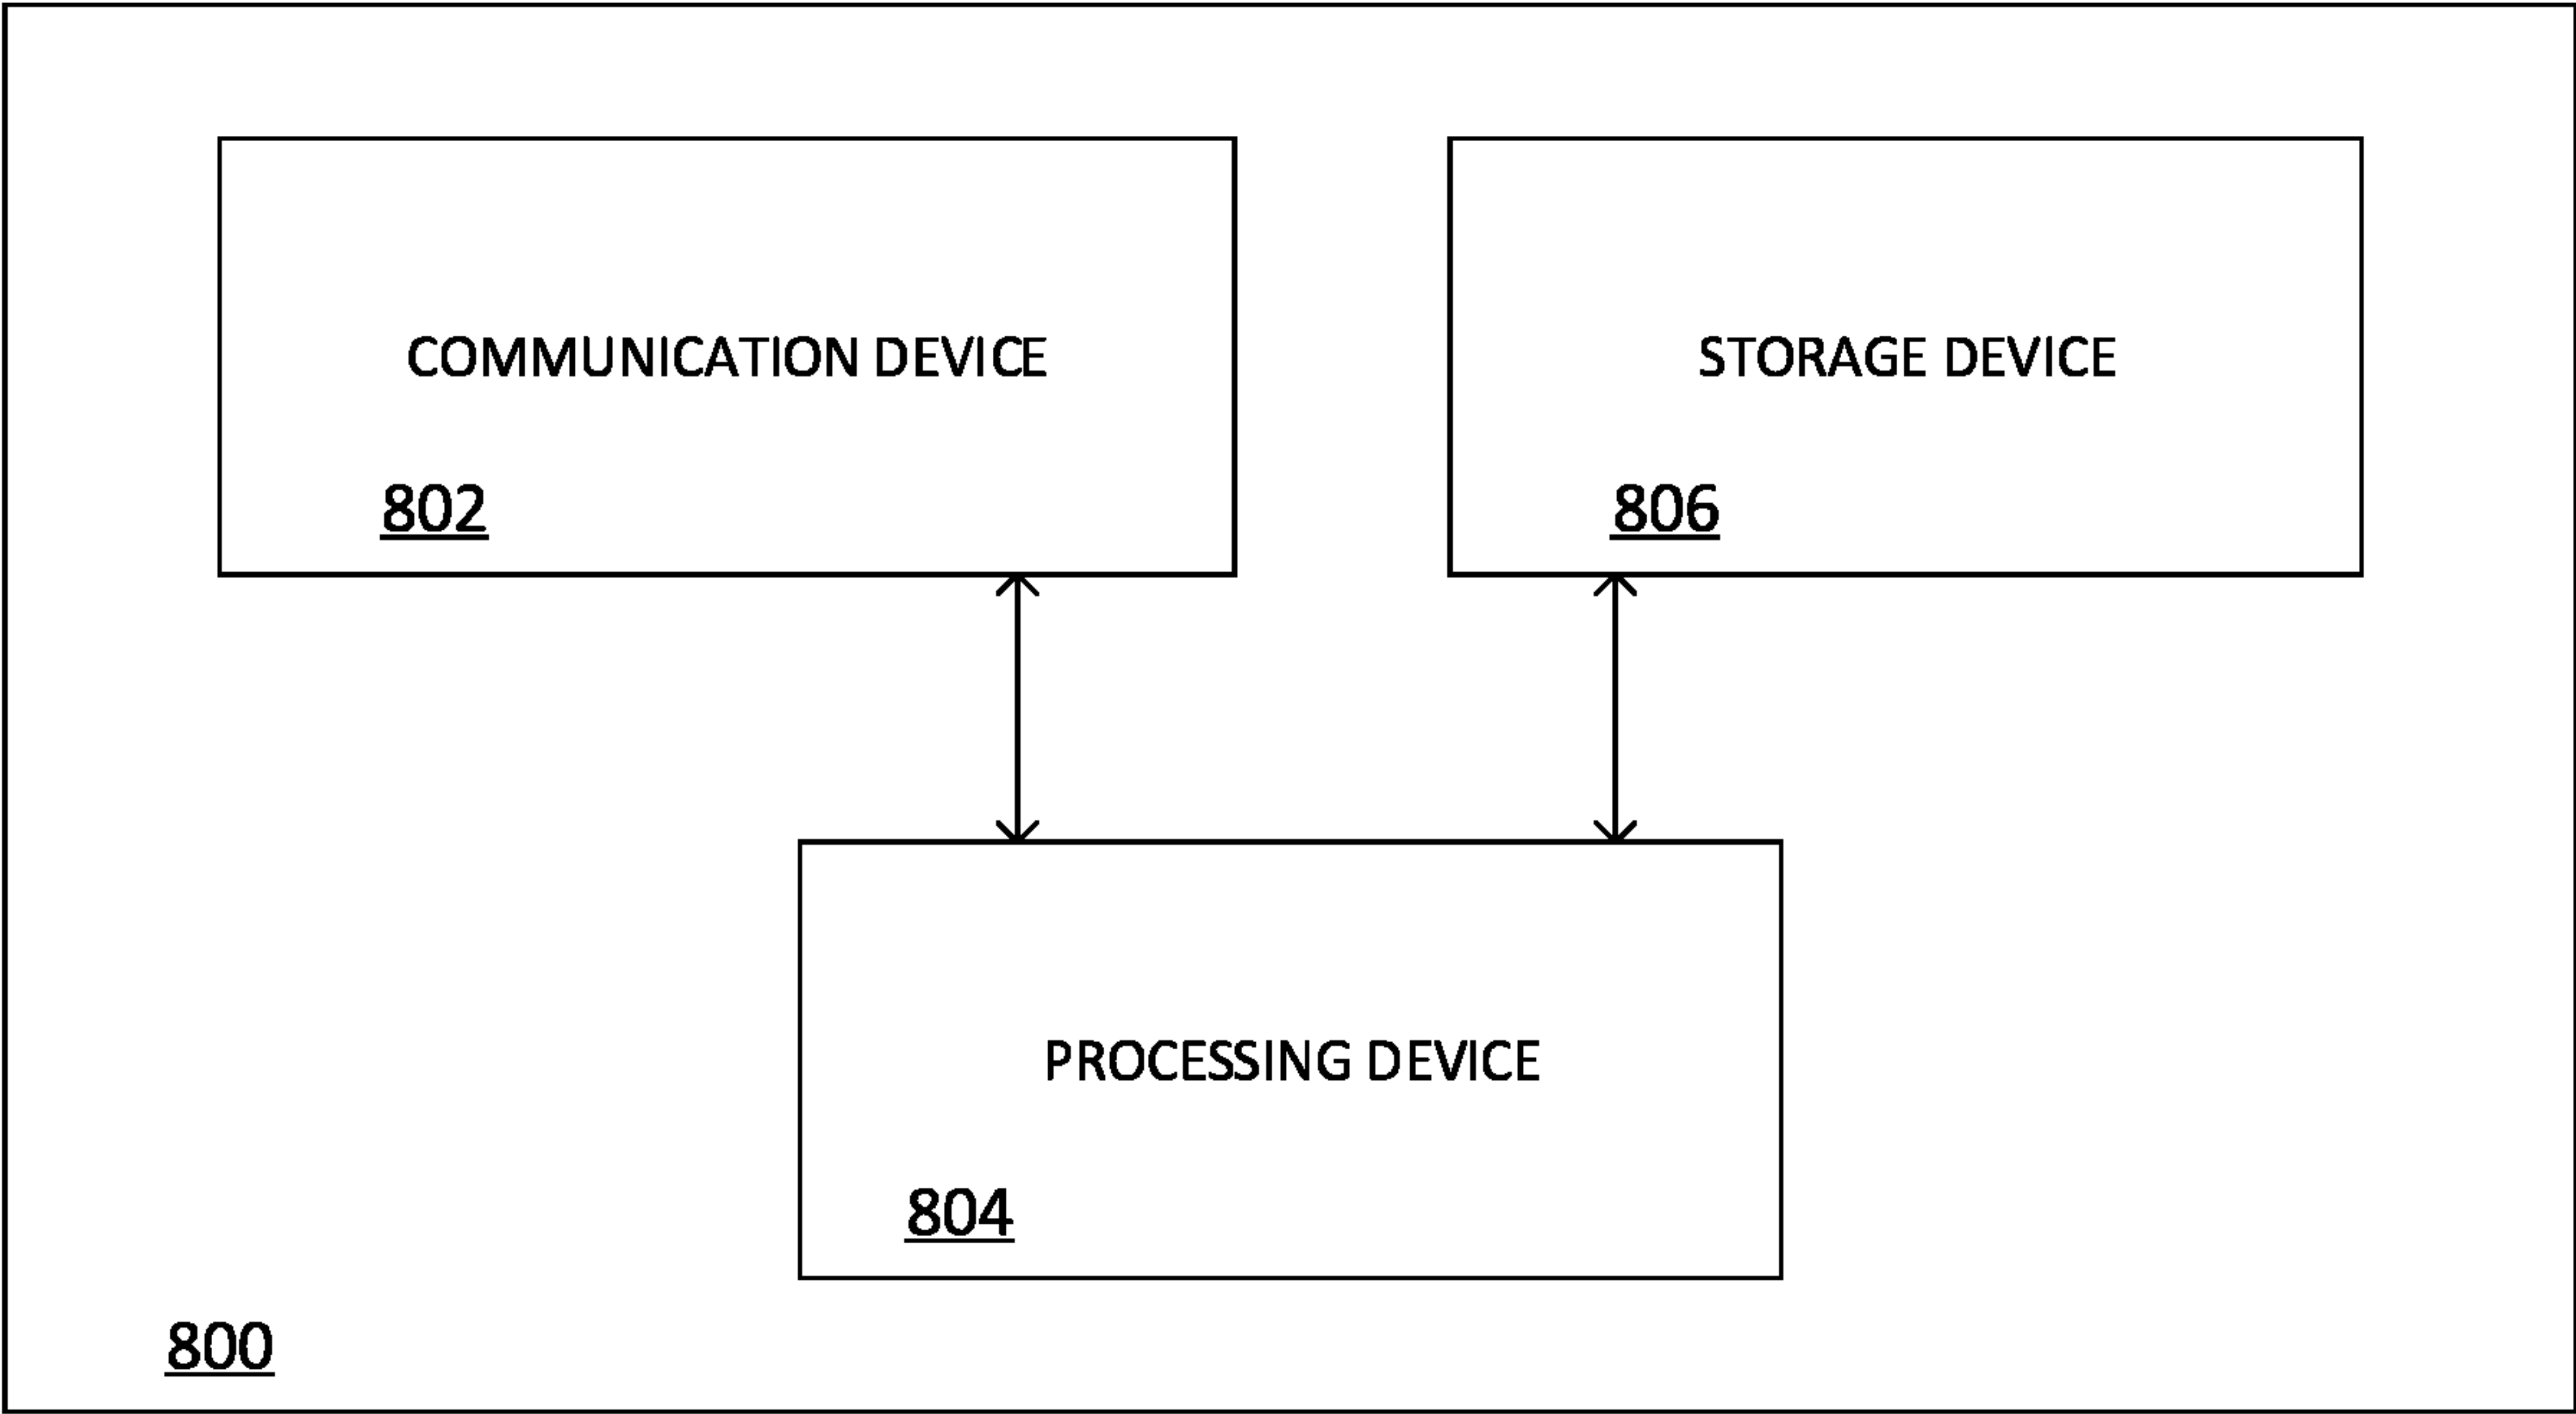 COMMUNICATION DEVICE
802
STORAGE DEVICE
806
PROCESSING DEVICE
804
800